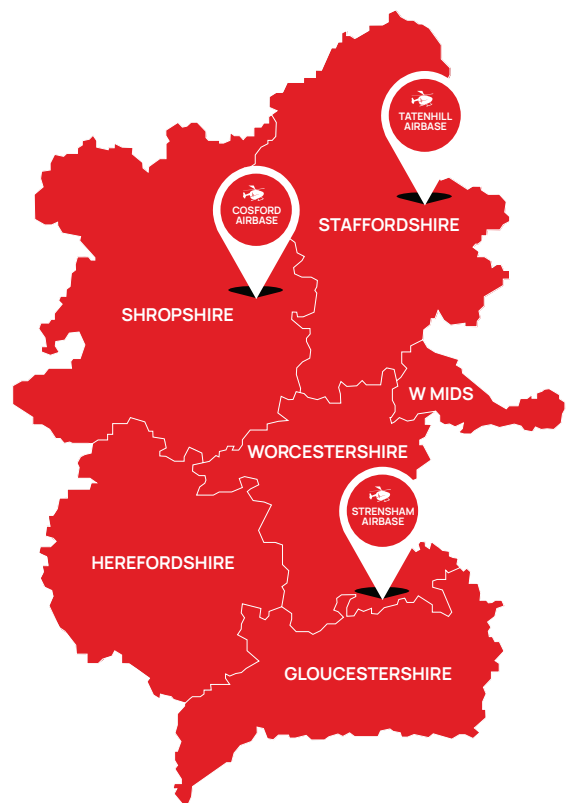 TATENHILL
AIRBASE
COSFORD
AIRBASE
STAFFORDSHIRE
SHROPSHIRE
W MIDS
WORCESTERSHIRE
STRENSHAM
AIRBASE
HEREFORDSHIRE
GLOUCESTERSHIRE